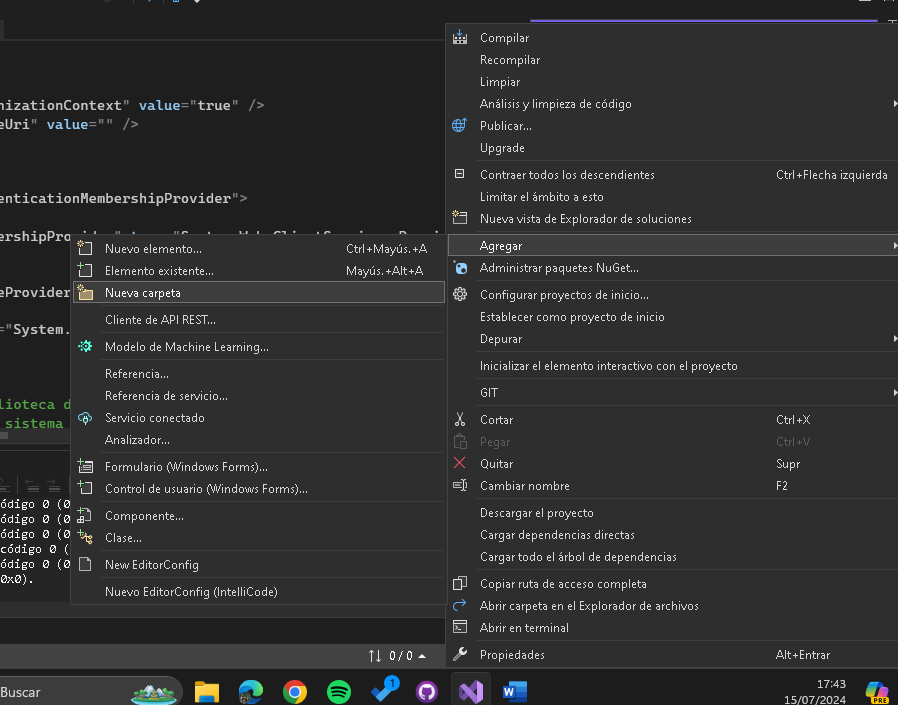 nizationContext" value="true" />
eUri" value="" />
enticationMembershipProvider">
eProvider
="System.
lioteca d
sistema
ódigo 0 (0
ódigo 0 (0
ódigo 0 (0
código 0 (
ódigo 0 (0
0x0).
Nuevo elemento... Ctrl+Mayús.+A
Elemento existente... Mayús.+Alt+A
Nueva carpeta
Cliente de API REST...
Modelo de Machine Learning...
Referencia...
Referencia de servicio...
Servicio conectado
Analizador...
Formulario (Windows Forms)...
Control de usuario (Windows Forms)...
Componente...
Clase...
New EditorConfig
Nuevo EditorConfig (IntelliCode)
Compilar
Recompilar
Limpiar
Análisis y limpieza de código
Publicar...
Upgrade
Contraer todos los descendientes Ctrl+Flecha izquierda
Limitar el ámbito a esto
Nueva vista de Explorador de soluciones
Agregar
Administrar paquetes NuGet...
Configurar proyectos de inicio...
Establecer como proyecto de inicio
Depurar
Inicializar el elemento interactivo con el proyecto
GIT
Cortar Ctrl+X
Pegar Ctrl+V
Quitar Supr
Cambiar nombre F2
Descargar el proyecto
Cargar dependencias directas
Cargar todo el árbol de dependencias
Copiar ruta de acceso completa
Abrir carpeta en el Explorador de archivos
Abrir en terminal
Propiedades Alt+Entrar
0 / 0
Buscar
1
17:43
15/07/2024
PRE